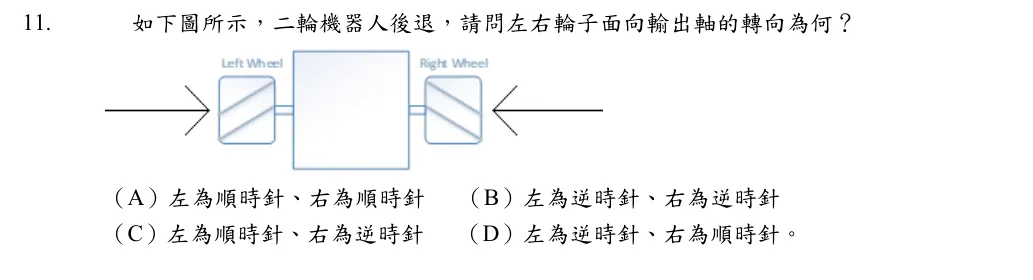 11. 如下圖所示，二輪機器人後退，請問左右輪子面向輸出軸的轉向為何？
Left Wheel Right Wheel
（A）左為順時針、右為順時針 （B）左為逆時針、右為逆時針
（C）左為順時針、右為逆時針 （D）左為逆時針、右為順時針。